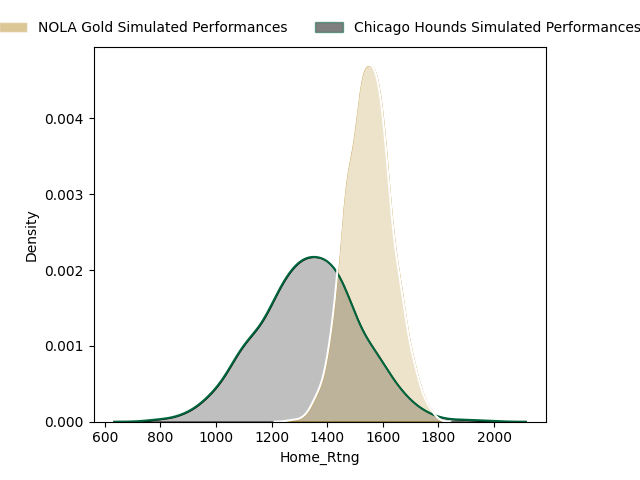 NOLA Gold Simulated Performances Chicago Hounds Simulated Performances
0.004
0.003
0.002
0.001
0.000
Density
600 800 1000 1200 1400 1600 1800 2000
Home_Rtng